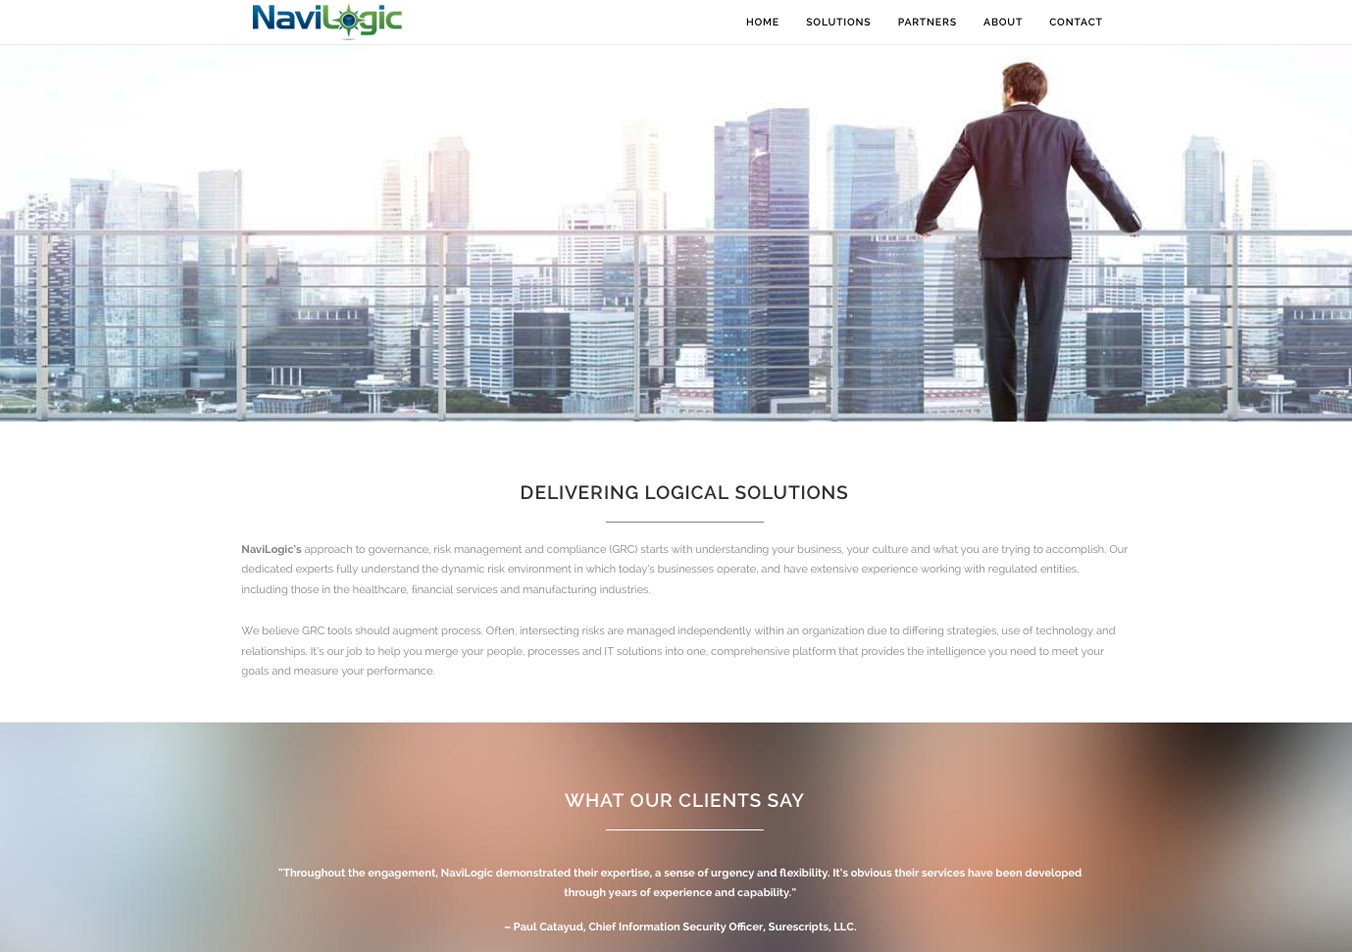 NaviLogic
HOME SOLUTIONS PARTNERS ABOUT CONTACT
DELIVERING LOGICAL SOLUTIONS
NaviLogic's approach to governance, risk management and compliance (GRC) starts with understanding your business, your culture and what you are trying to accomplish. Our
dedicated experts fully understand the dynamic risk environment in which today's businesses operate, and have extensive experience working with regulated entities,
including those in the healthcare, financial services and manufacturing industries.
We believe GRC tools should augment process. Often, intersecting risks are managed independently within an organization due to differing strategies, use of technology and
relationships. It's our job to help you merge your people, processes and IT solutions into one, comprehensive platform that provides the intelligence you need to meet your
goals and measure your performance.
WHAT OUR CLIENTS SAY
"Throughout the engagement, NaviLogic demonstrated their expertise, a sense of urgency and flexibility. It's obvious their services have been developed
through years of experience and capability."
– Paul Catayud, Chief Information Security Officer, Surescripts, LLC.